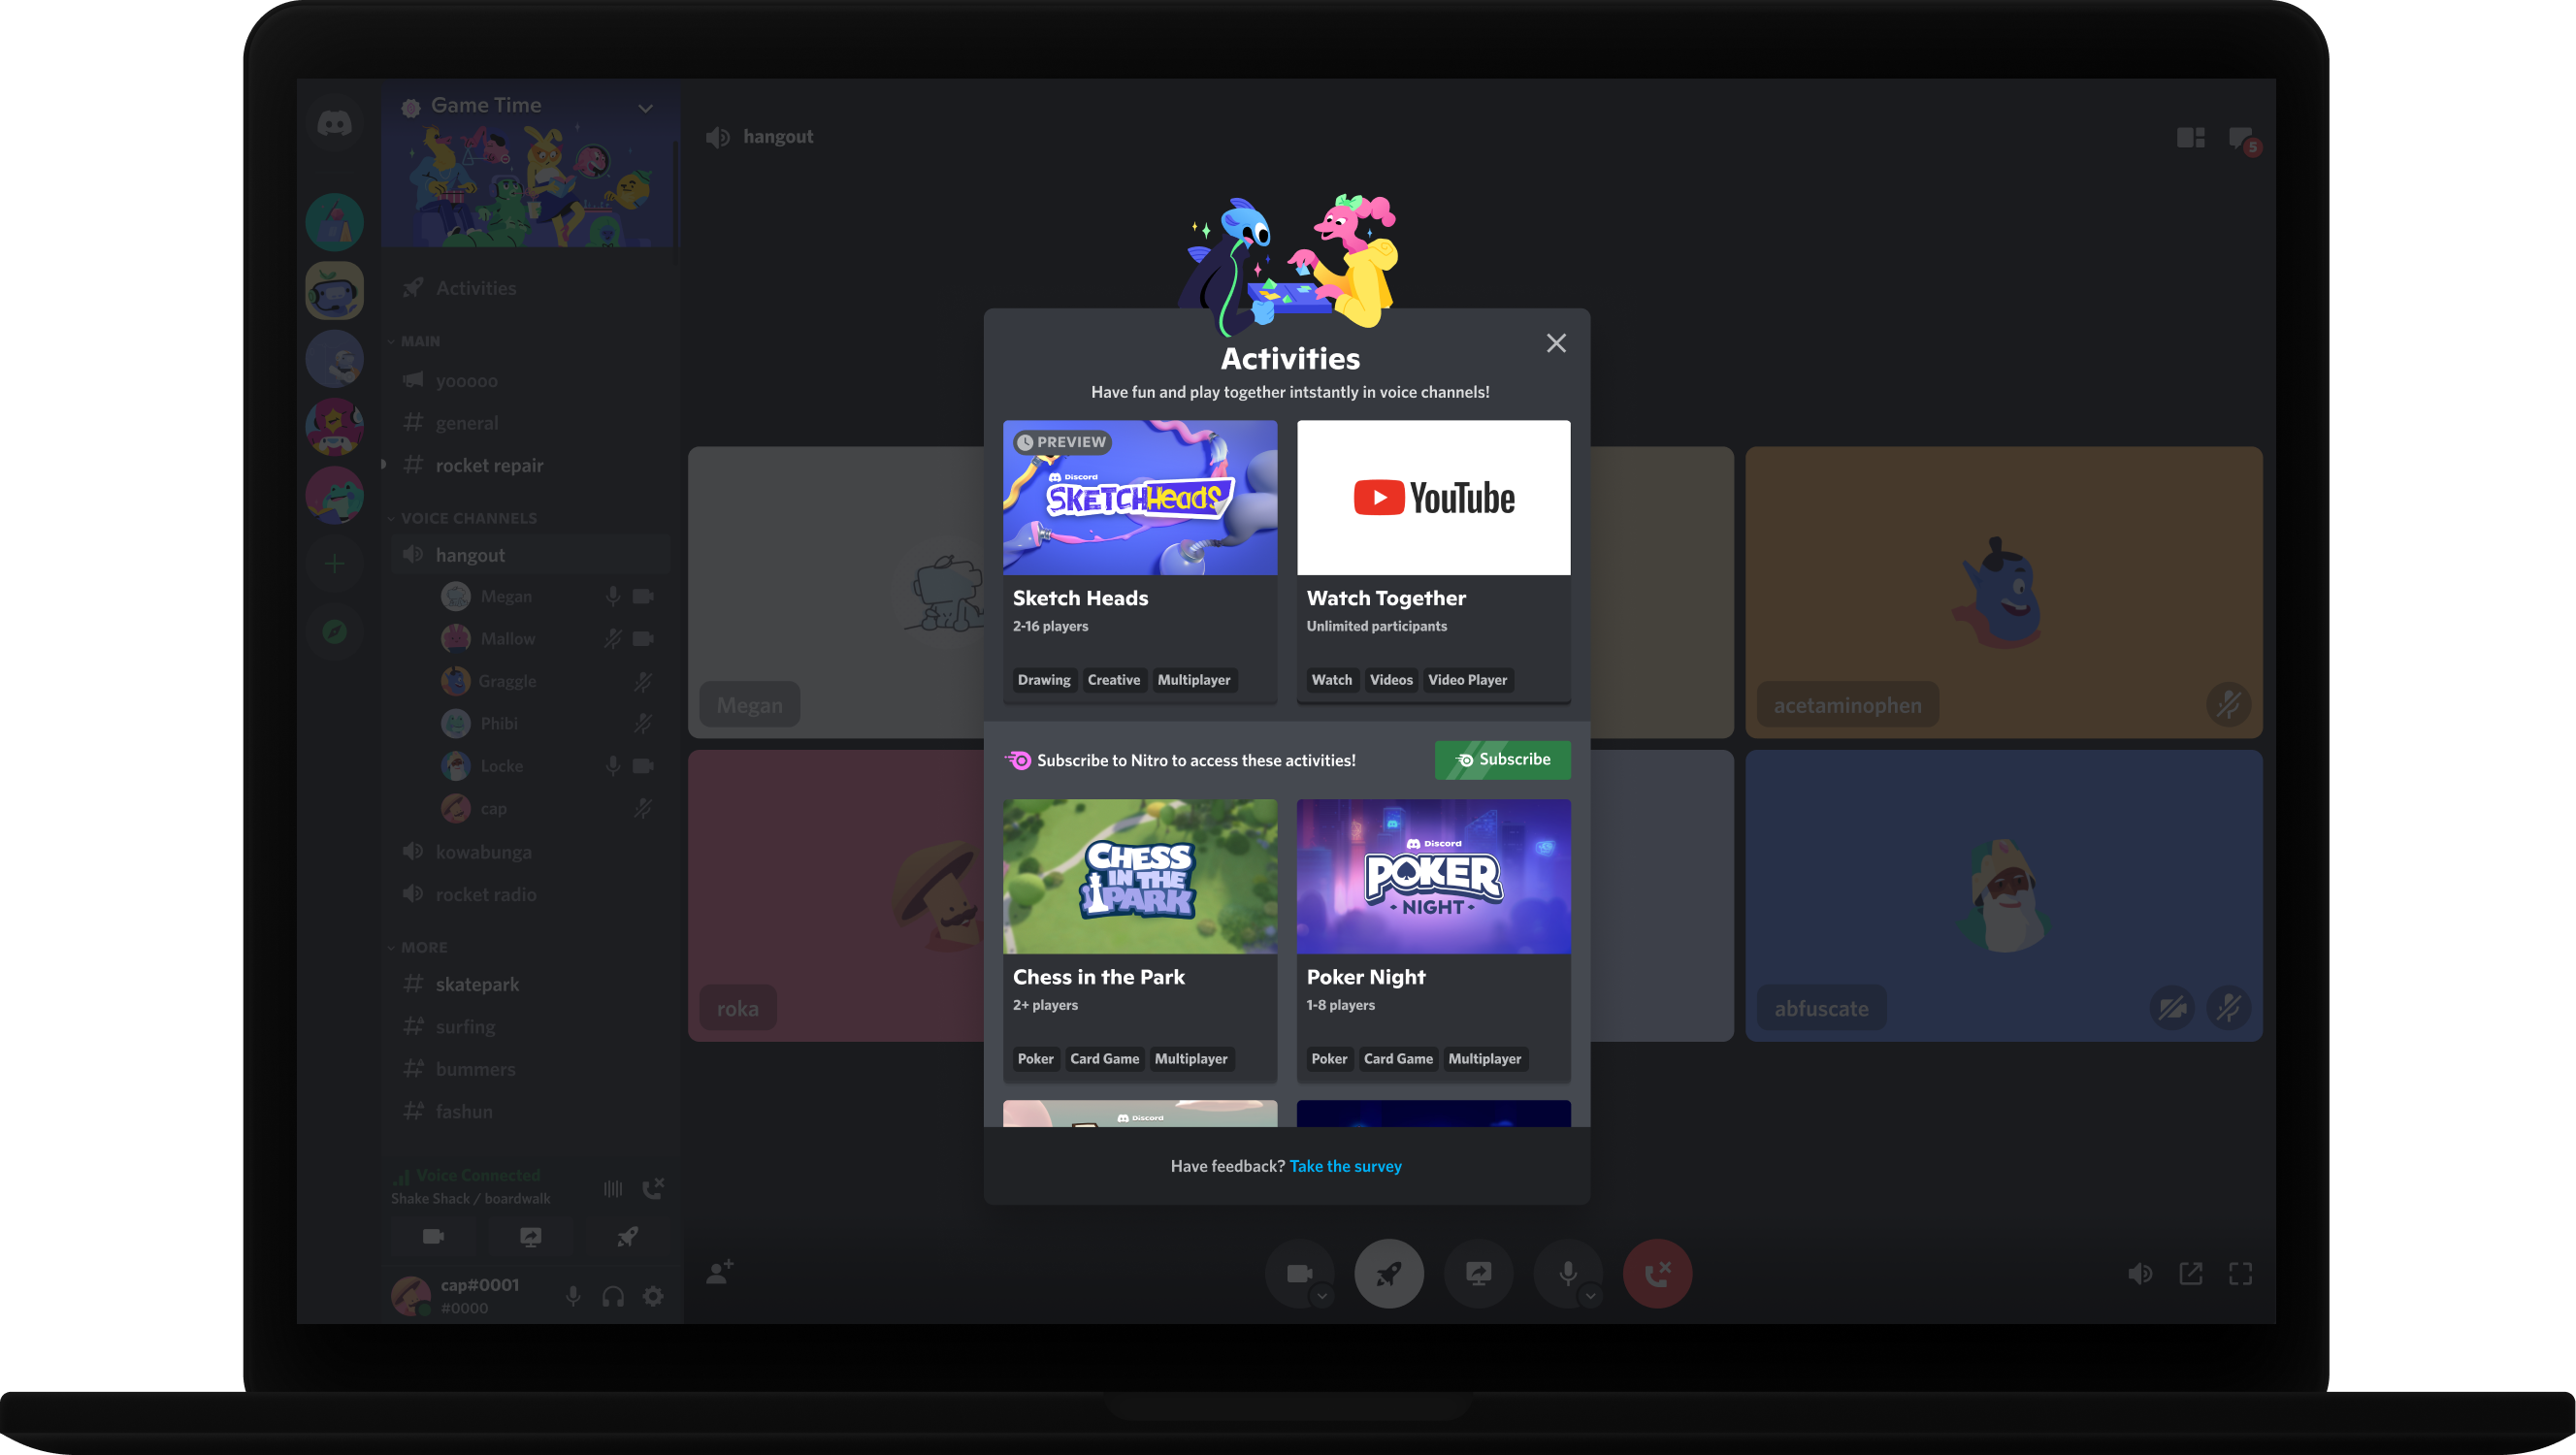 Game Time
Activities
MAIN
yooooo
general
rocket repair
VOICE CHANNELS
hangout
Megan
Mallow
Graggle
Phibi
Locke
cap
kowabunga
rocket radio
MORE
skatepark
surfing
bummers
fashun
Voice Connected
Shake Shack / boardwalk
cap#0001
#0000
hangout
5
Megan
acetaminophen
roka
abfuscate
Activities
Have fun and play together intstantly in voice channels!
PREVIEW
Discord
SKETCHHeadS
Sketch Heads
2-16 players
Drawing Creative Multiplayer
YouTube
Watch Together
Unlimited participants
Watch Videos Video Player
Subscribe to Nitro to access these activities!
Subscribe
CHESS
IN THE
PARK
Chess in the Park
2+ players
Poker Card Game Multiplayer
Discord
POKER
NIGHT
Poker Night
1-8 players
Poker Card Game Multiplayer
Discord
Have feedback? Take the survey